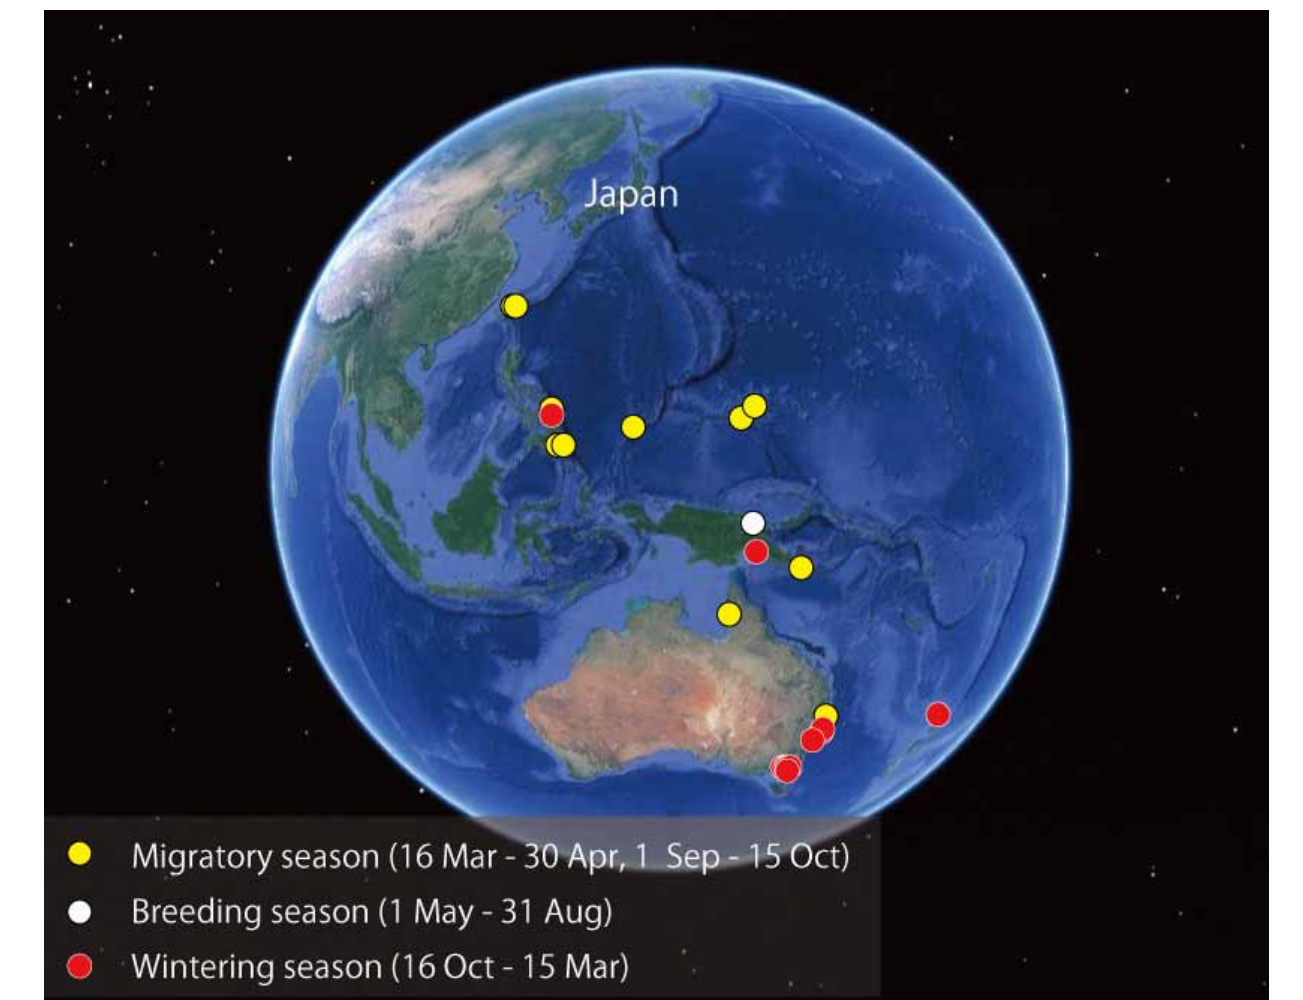 Japan
Migratory season (16 Mar - 30 Apr, 1 Sep - 15 Oct)
Breeding season (1 May - 31 Aug)
Wintering season (16 Oct - 15 Mar)